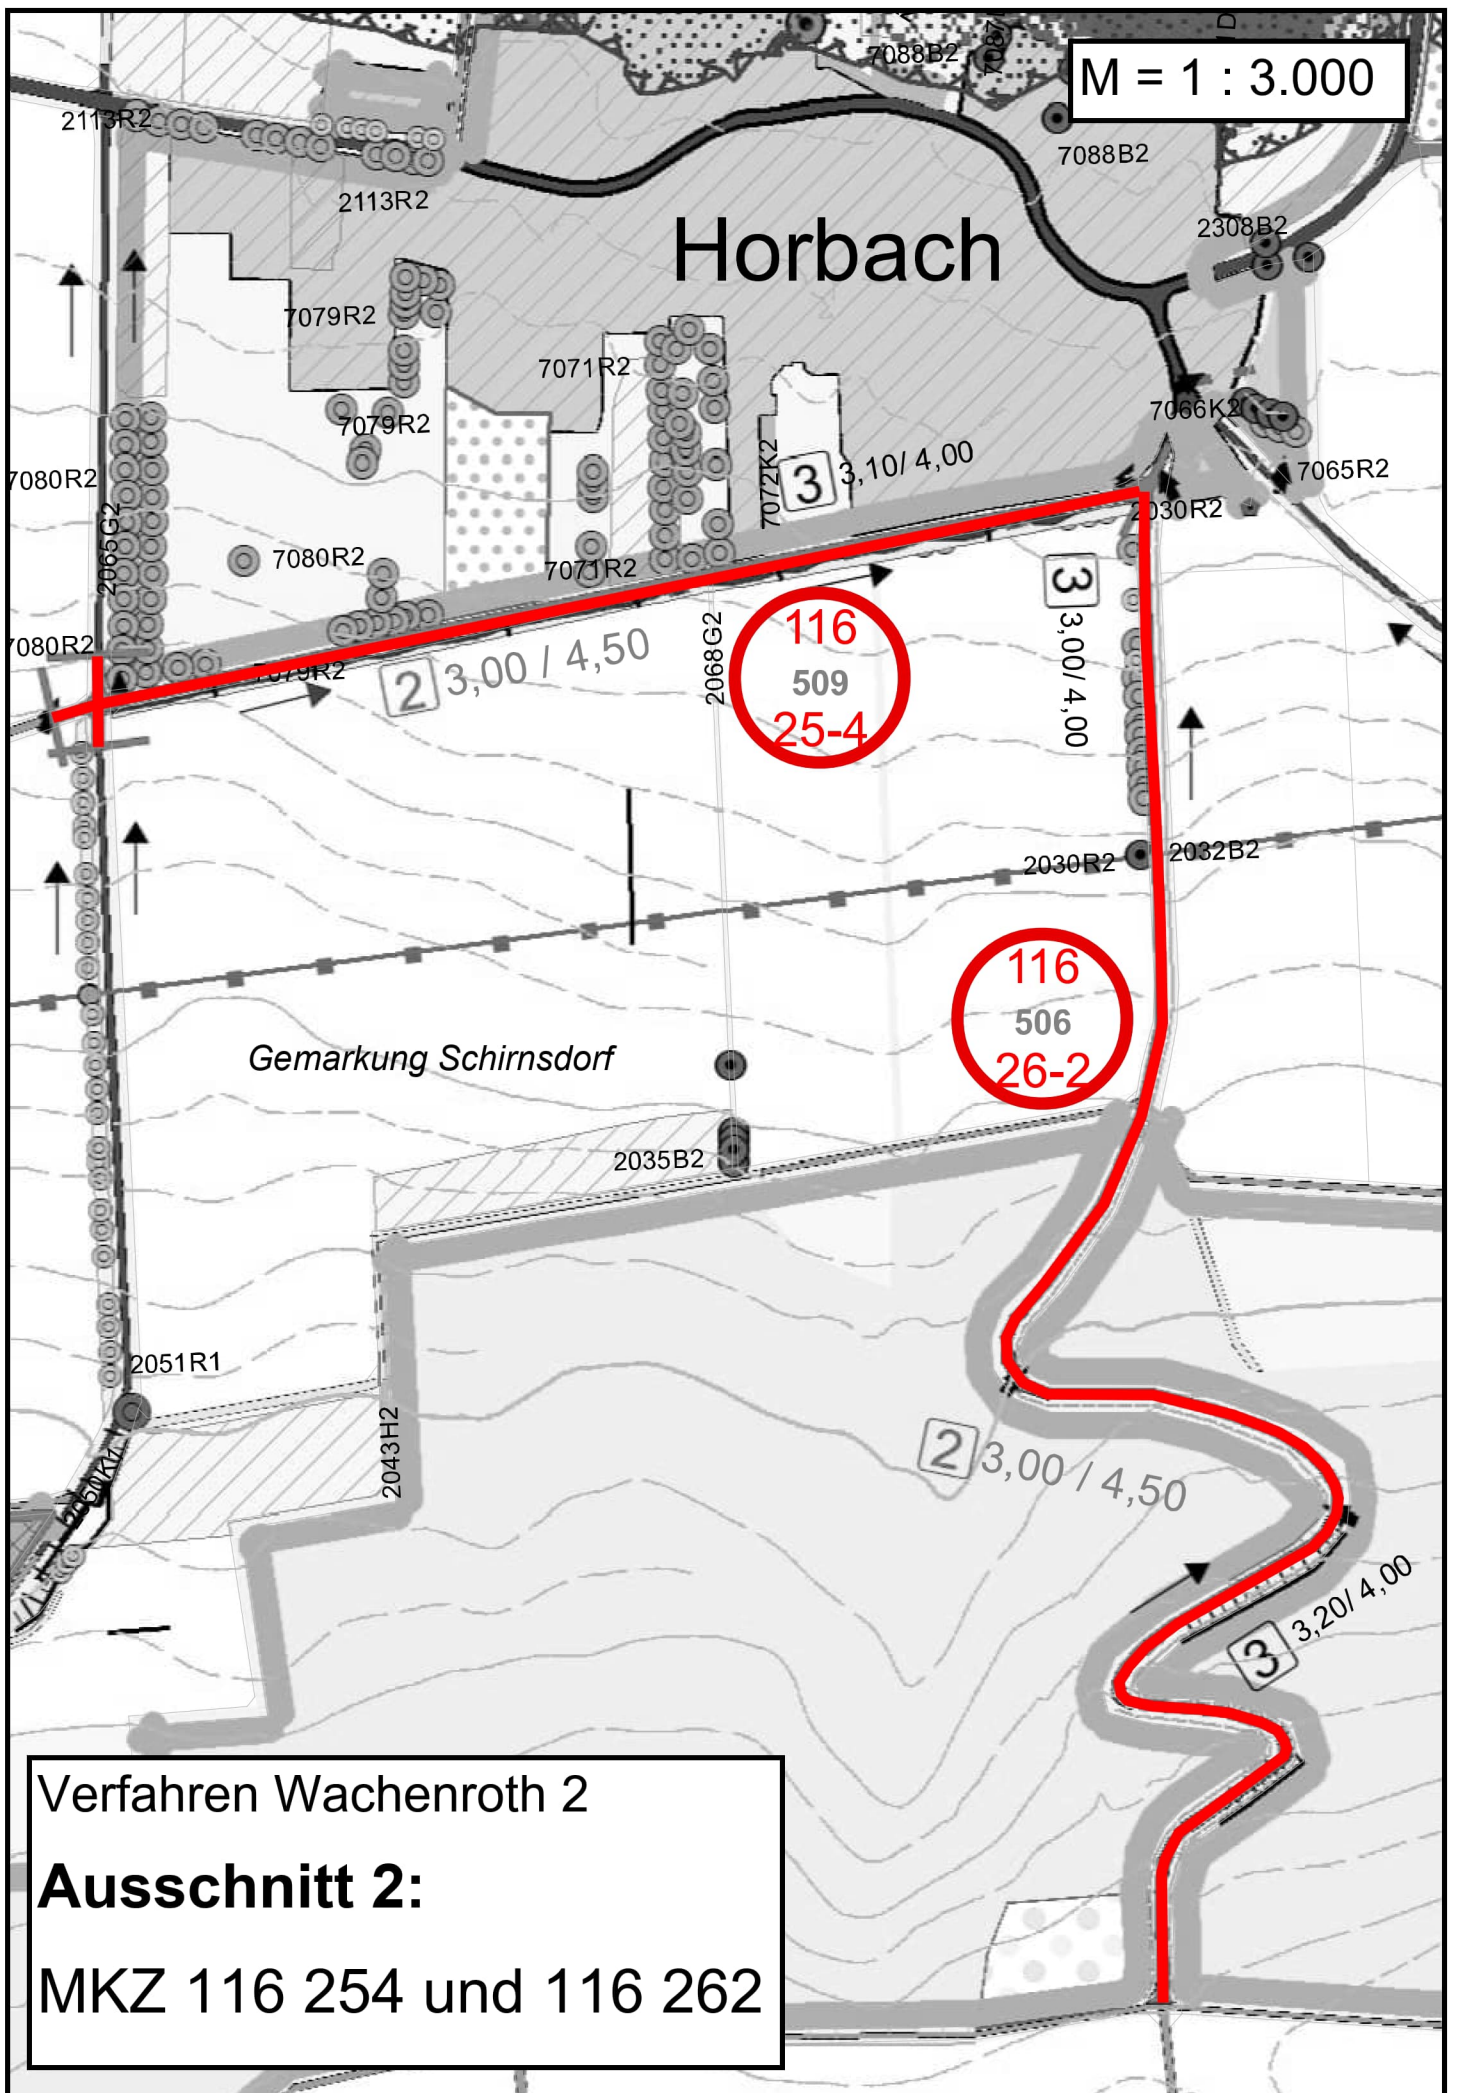 7088B2
M = 1 : 3.000
2113R2
7088B2
2113R2
Horbach
2308B2
7079R2
7071R2
7066K2
7079R2
7080R2
7072K2
3 3,10/ 4,00
7065R2
2065G2
2030R2
7080R2
7071R2
3 3,00/ 4,00
7080R2
7079R2
2 3,00 / 4,50
2068G2
116
509
25-4
2030R2
2032B2
116
506
26-2
Gemarkung Schirnsdorf
2035B2
2051R1
2043H2
2 3,00 / 4,50
2050K1
3 3,20/ 4,00
Verfahren Wachenroth 2
Ausschnitt 2:
MKZ 116 254 und 116 262